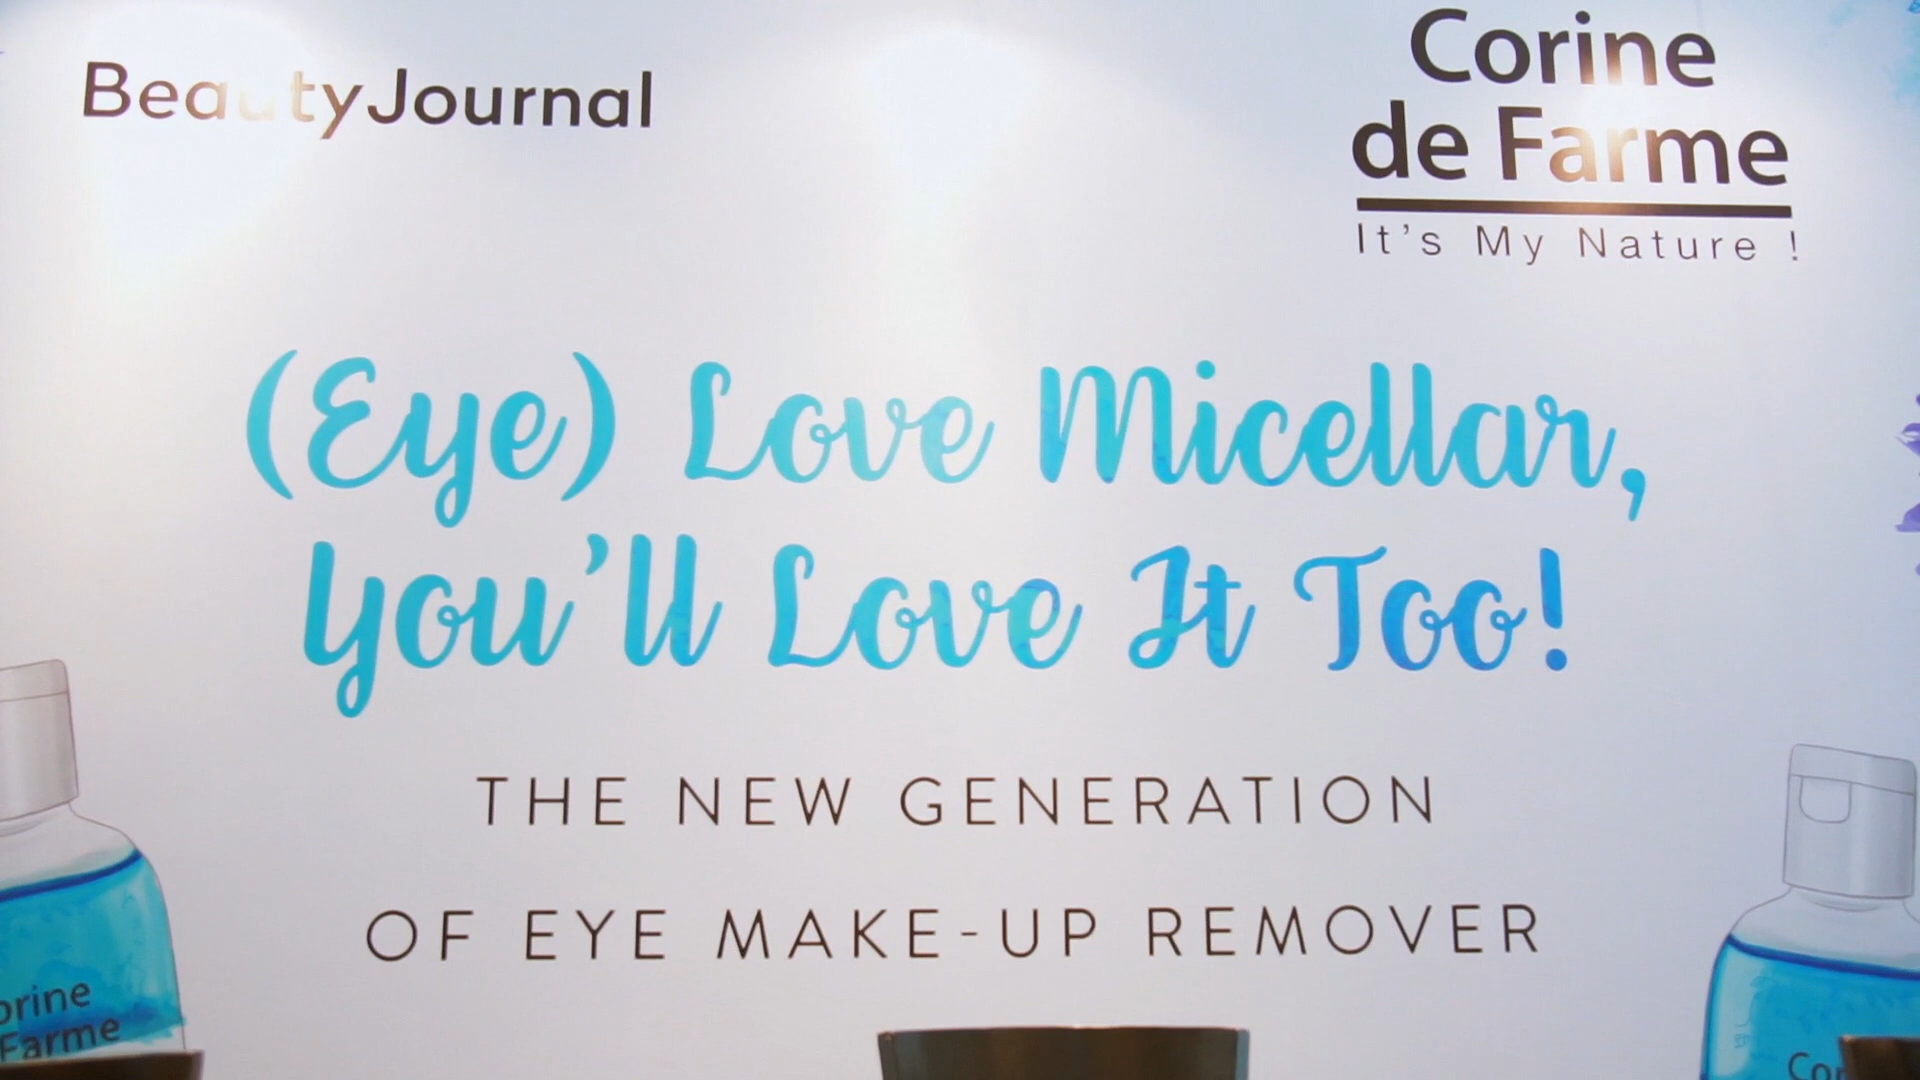 BeautyJournal
Corine
de Farme
It's My Nature !
(Eye) Love Micellar,
You'll Love It Too!
THE NEW GENERATION
OF EYE MAKE-UP REMOVER
Farme